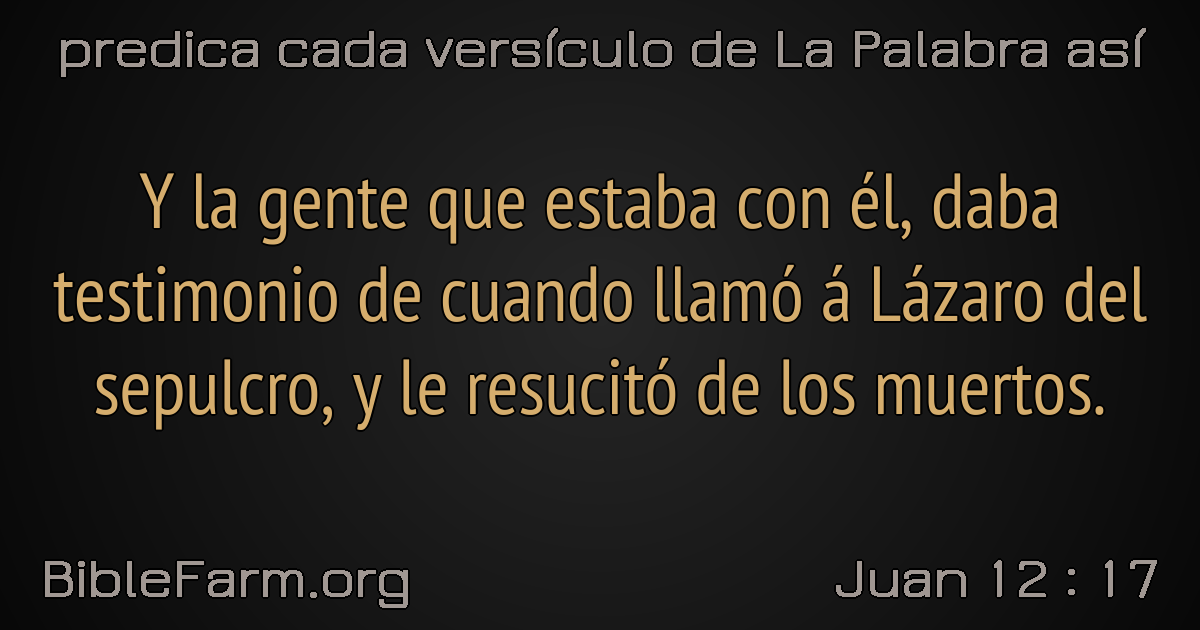 predica cada versículo de La Palabra así
Y la gente que estaba con él, daba
testimonio de cuando llamó á Lázaro del
sepulcro, y le resucitó de los muertos.
BibleFarm.org
Juan 12 : 17